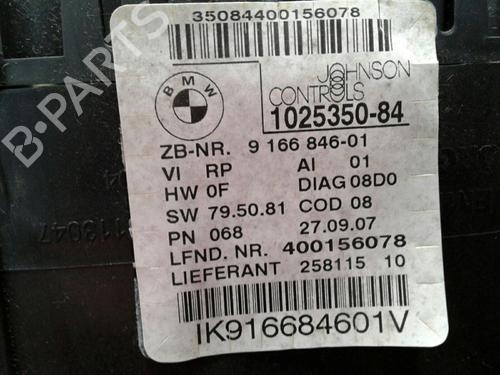 35084400156078
BMW
JOHNSON
CONTROLS
1025350-84
ZB-NR. 9 166 846-01
VI RP AI 01
HW 0F DIAG 08D0
SW 79.50.81 COD 08
PN 068 27.09.07
LFND. NR. 400156078
LIEFERANT 258115 10
IK916684601V
B-PARTS